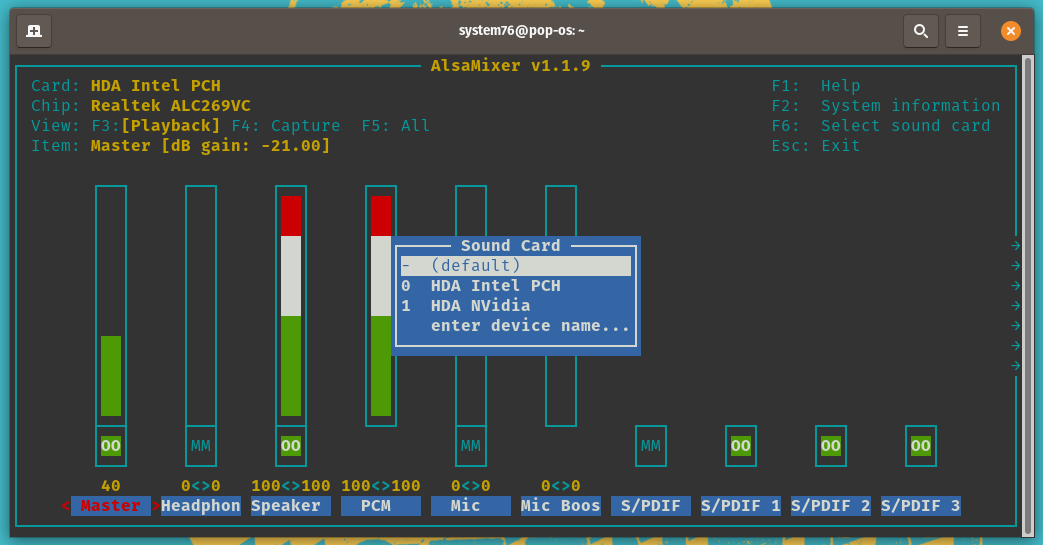 system76@pop-os: ~
AlsaMixer v1.1.9
Card: HDA Intel PCH F1: Help
Chip: Realtek ALC269VC F2: System information
View: F3:[Playback] F4: Capture F5: All F6: Select sound card
Item: Master [dB gain: -21.00] Esc: Exit
Sound Card
- (default)
0 HDA Intel PCH
1 HDA NVidia
enter device name...
OO MM OO MM MM OO OO OO
40 0<>0 100<>100 100<>100 0<>0 0<>0
< Master >Headphon Speaker PCM Mic Mic Boos S/PDIF S/PDIF 1 S/PDIF 2 S/PDIF 3